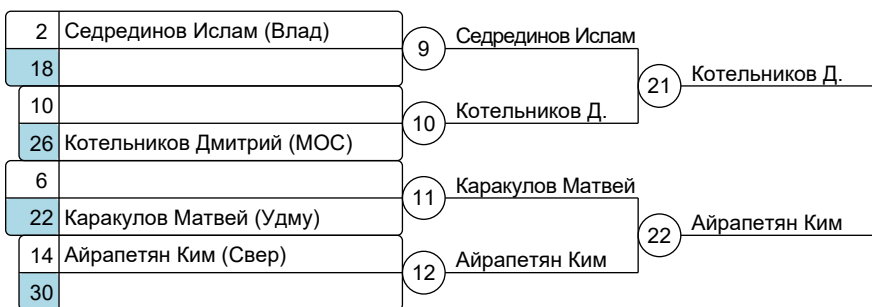 2 Седрединов Ислам (Влад)
18
9 Седрединов Ислам
21 Котельников Д.
10
26 Котельников Дмитрий (МОС)
10 Котельников Д.
6
22 Каракулов Матвей (Удму)
11 Каракулов Матвей
22 Айрапетян Ким
14 Айрапетян Ким (Свер)
30
12 Айрапетян Ким